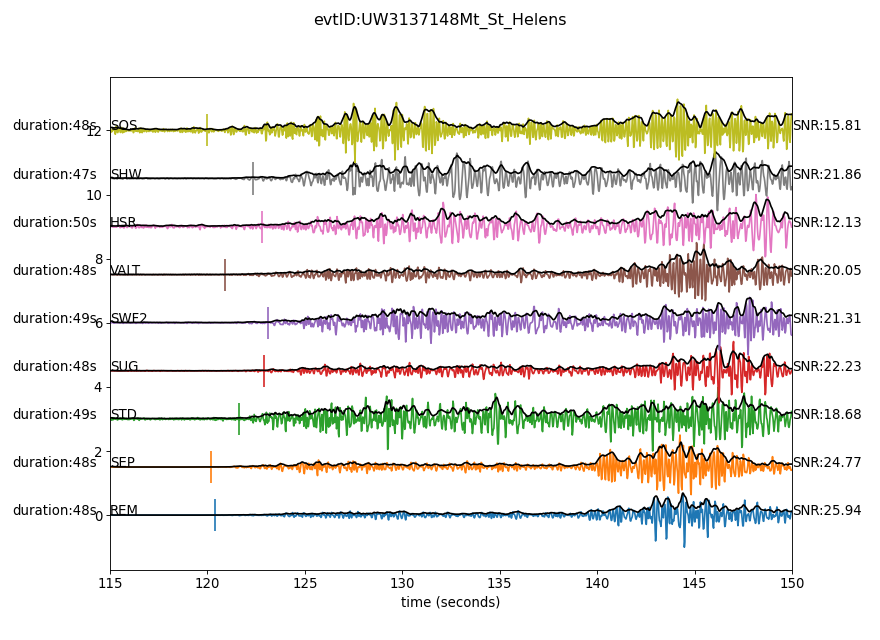 evtID:UW3137148Mt_St_Helens
duration:48s SOS SNR:15.81
12
duration:47s SHW SNR:21.86
10
duration:50s HSR SNR:12.13
8
duration:48s VALT SNR:20.05
duration:49s SWF2 SNR:21.31
6
duration:48s SUG SNR:22.23
4
duration:49s STD SNR:18.68
2
duration:48s SEP SNR:24.77
duration:48s REM SNR:25.94
0
115 120 125 130 135 140 145 150
time (seconds)